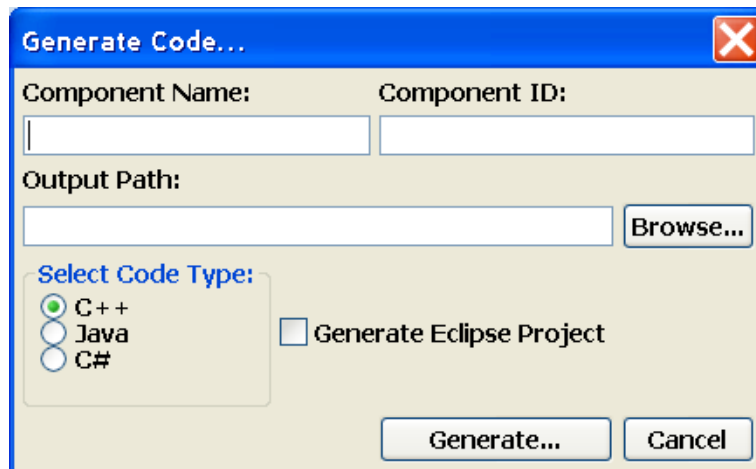 Generate Code...
Component Name: Component ID:
Output Path:
Browse...
Select Code Type:
C++
Java
C#
Generate Eclipse Project
Generate... Cancel